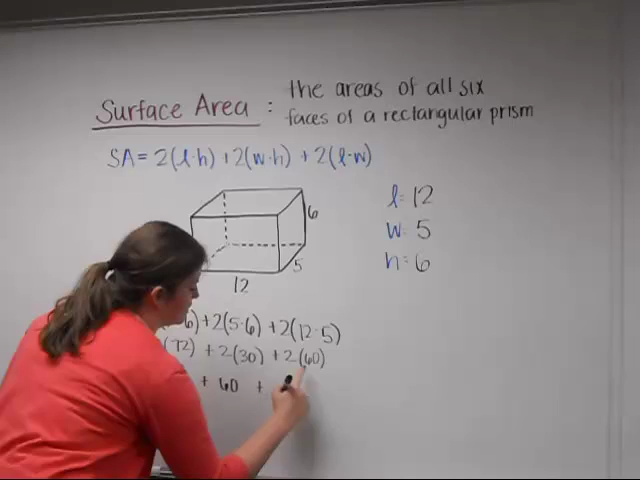 Surface Area : the areas of all six
faces of a rectangular prism
SA = 2(l·h) + 2(w·h) + 2(l·w)
l: 12
w: 5
h: 6
6
5
12
6) + 2(5·6) + 2(12·5)
(72) + 2(30) + 2(60)
+ 60 +